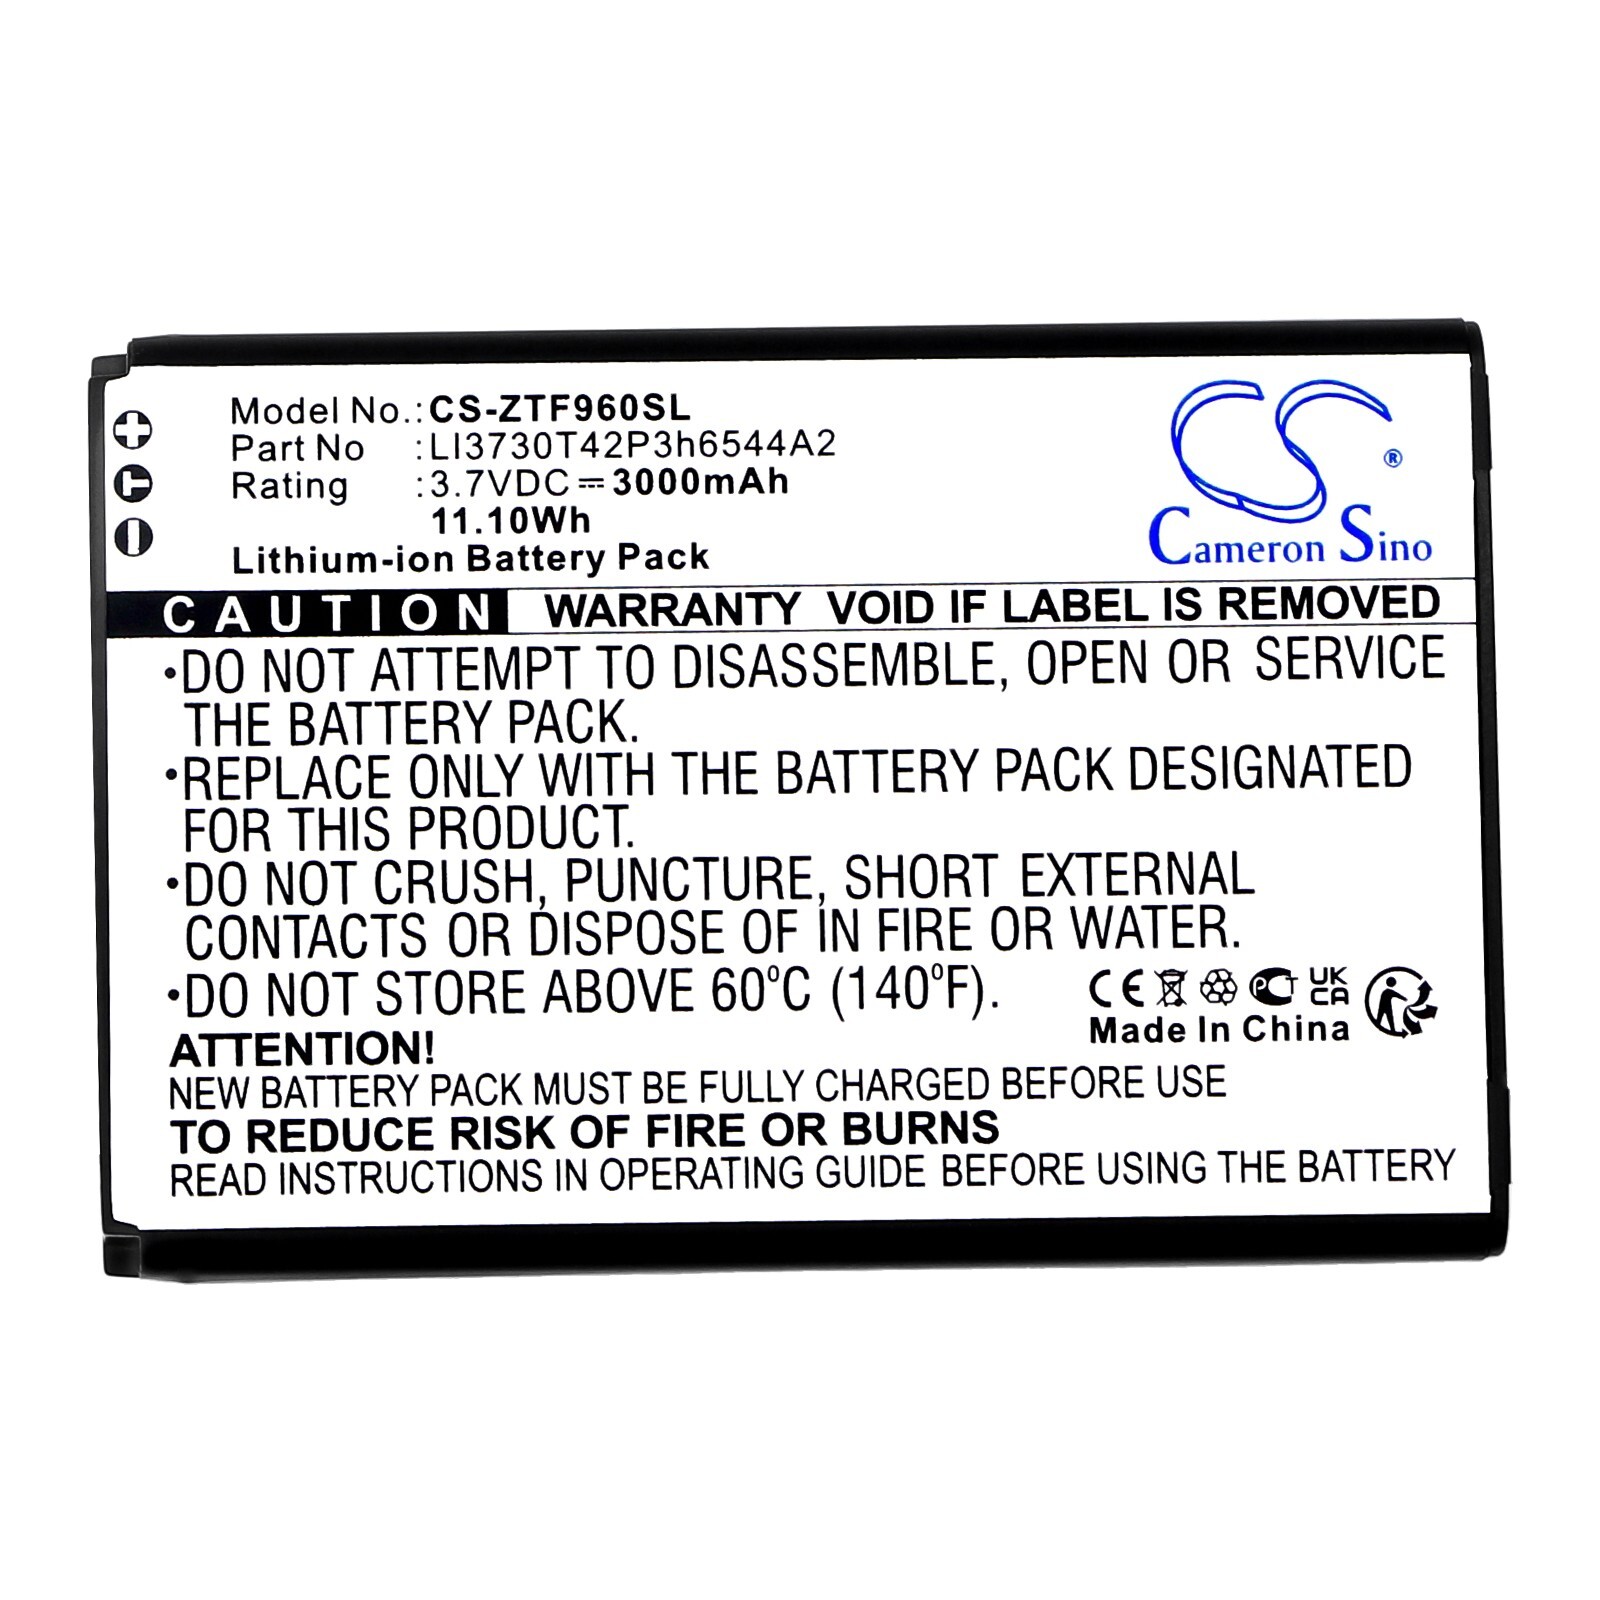 Model No.: CS-ZTF960SL
Part No : LI3730T42P3h6544A2
Rating : 3.7VDC ⎓ 3000mAh
11.10Wh
Lithium-ion Battery Pack
CS ®
Cameron Sino
CAUTION WARRANTY VOID IF LABEL IS REMOVED
•DO NOT ATTEMPT TO DISASSEMBLE, OPEN OR SERVICE
THE BATTERY PACK.
•REPLACE ONLY WITH THE BATTERY PACK DESIGNATED
FOR THIS PRODUCT.
•DO NOT CRUSH, PUNCTURE, SHORT EXTERNAL
CONTACTS OR DISPOSE OF IN FIRE OR WATER.
•DO NOT STORE ABOVE 60°C (140°F).
CE PCT UK CA
Made In China
ATTENTION!
NEW BATTERY PACK MUST BE FULLY CHARGED BEFORE USE
TO REDUCE RISK OF FIRE OR BURNS
READ INSTRUCTIONS IN OPERATING GUIDE BEFORE USING THE BATTERY